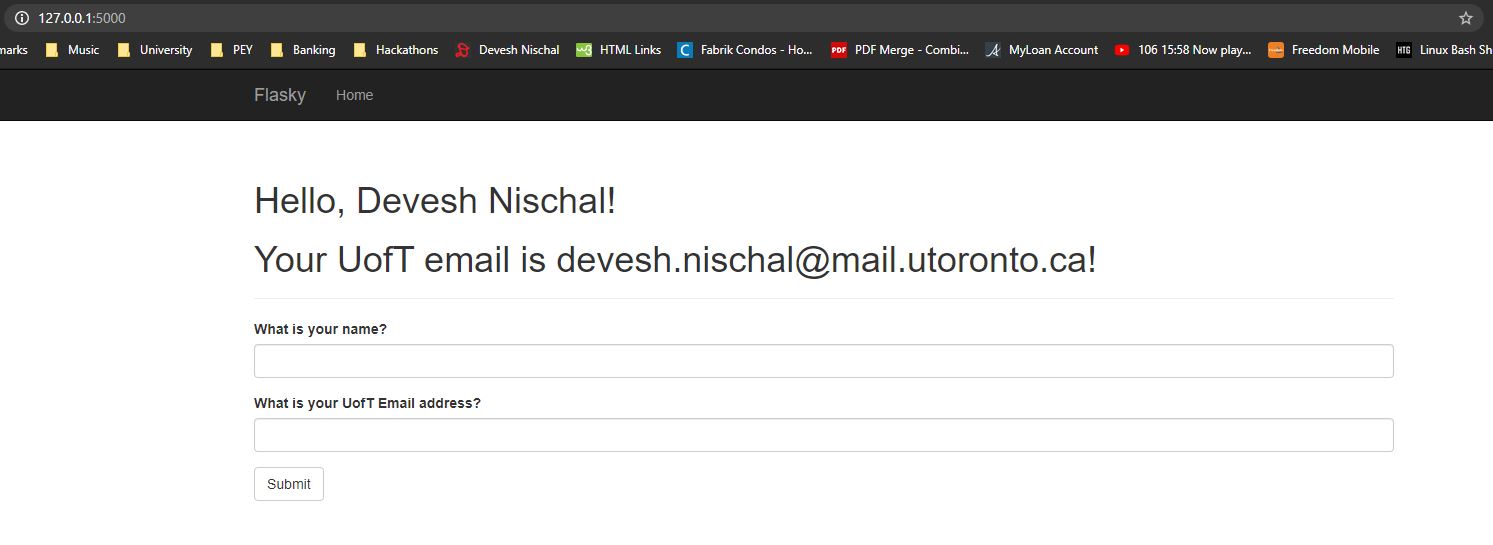 127.0.0.1:5000
marks Music University PEY Banking Hackathons Devesh Nischal HTML Links Fabrik Condos - Ho... PDF Merge - Combi... MyLoan Account 106 15:58 Now play... Freedom Mobile HTG Linux Bash Sh
Flasky Home
Hello, Devesh Nischal!
Your UofT email is devesh.nischal@mail.utoronto.ca!
What is your name?
What is your UofT Email address?
Submit